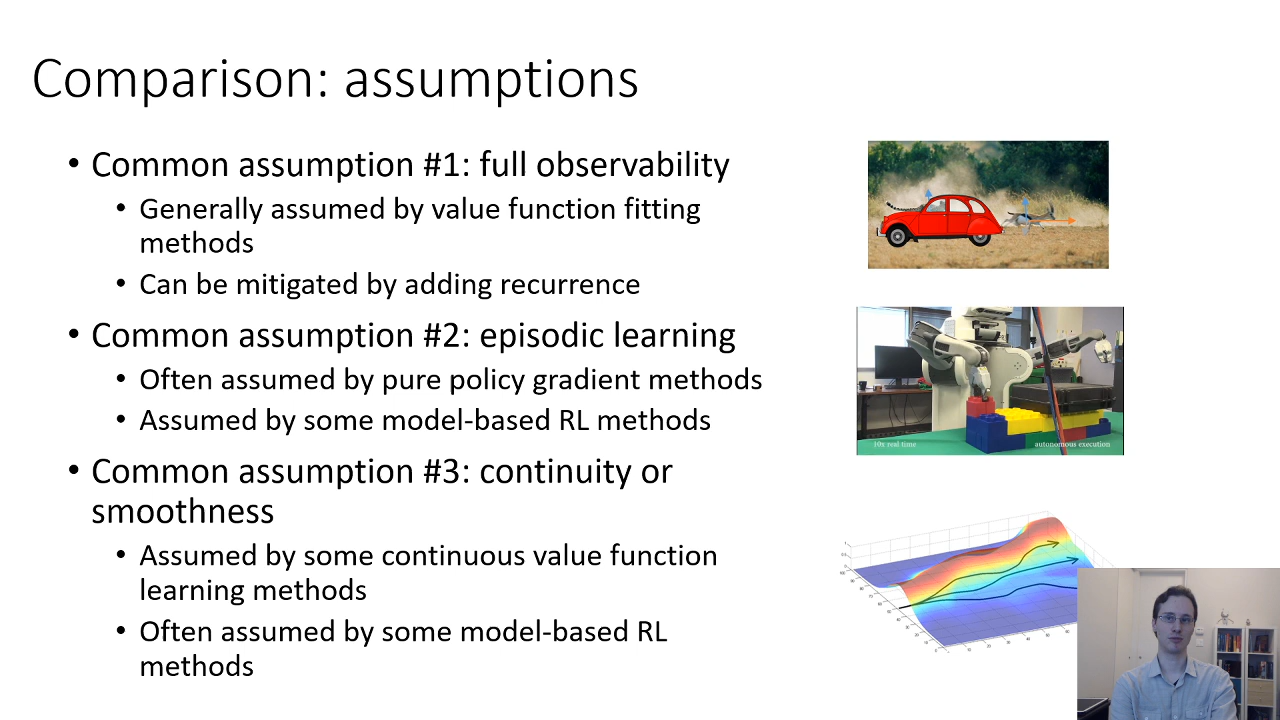 Comparison: assumptions
• Common assumption #1: full observability
• Generally assumed by value function fitting
methods
• Can be mitigated by adding recurrence
• Common assumption #2: episodic learning
• Often assumed by pure policy gradient methods
• Assumed by some model-based RL methods
• Common assumption #3: continuity or
smoothness
• Assumed by some continuous value function
learning methods
• Often assumed by some model-based RL
methods
10x real time
autonomous execution